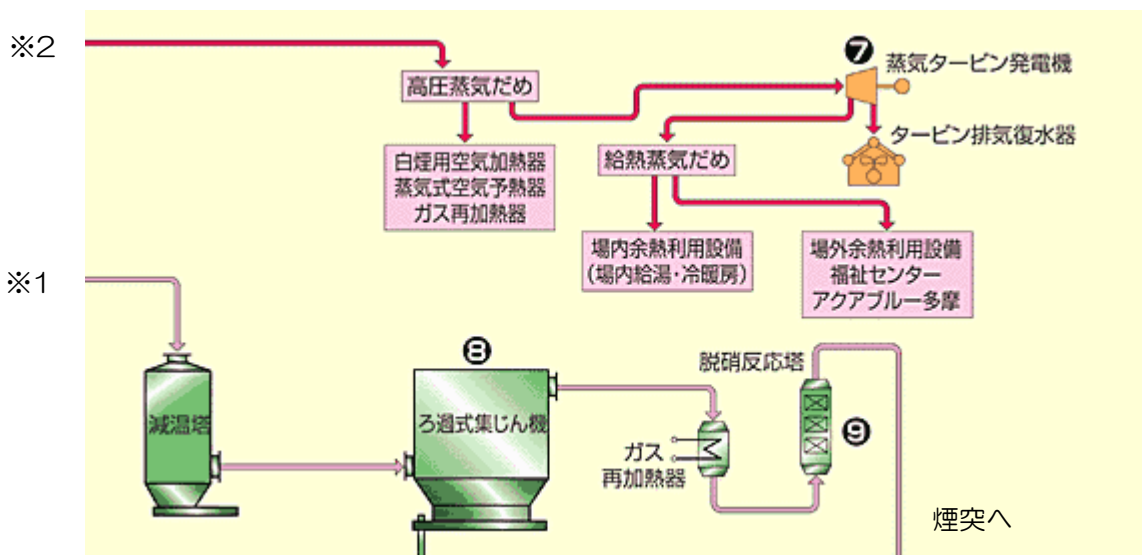 ※2
❼
蒸気タービン発電機
高圧蒸気だめ
タービン排気復水器
白煙用空気加熱器
蒸気式空気予熱器
ガス再加熱器
給熱蒸気だめ
場内余熱利用設備
(場内給湯・冷暖房)
場外余熱利用設備
福祉センター
アクアブルー多摩
※1
❽
脱硝反応塔
減温塔
ろ過式集じん機
❾
ガス
再加熱器
煙突へ